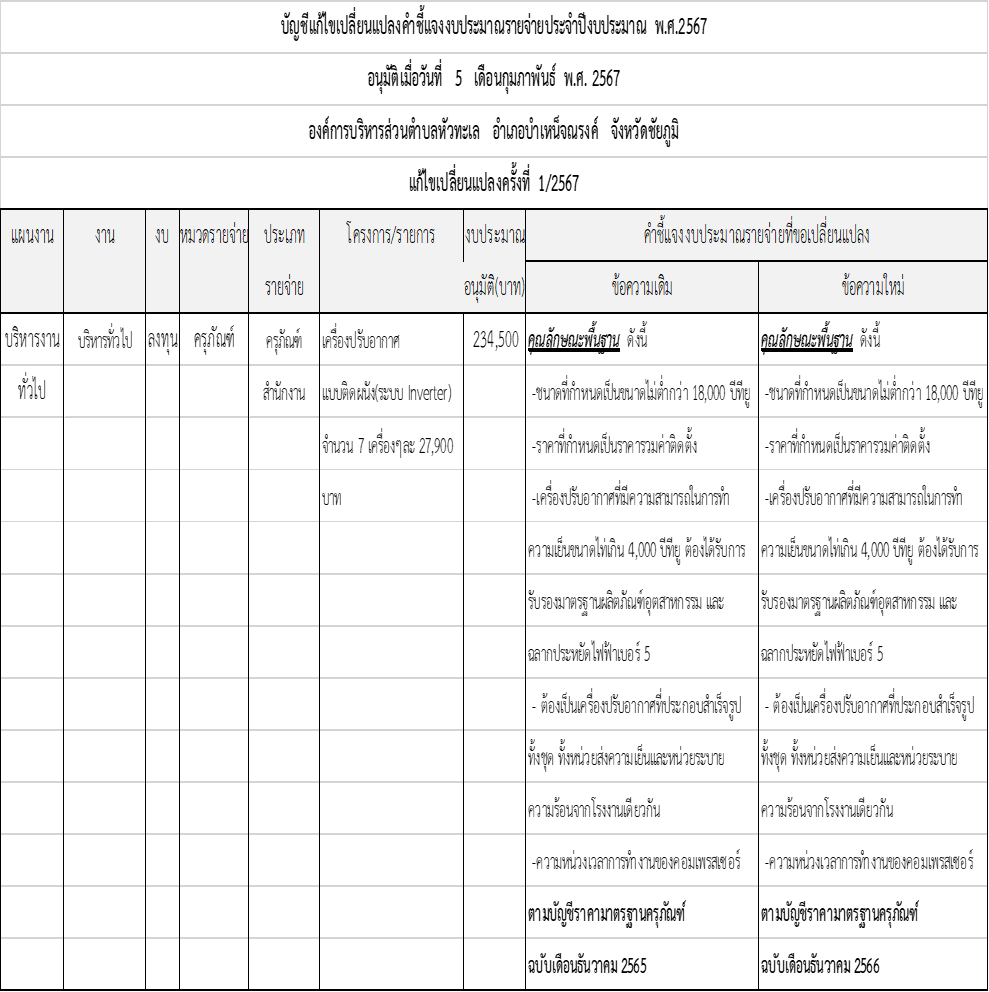 บัญชีแก้ไขเปลี่ยนแปลงคำชี้แจงงบประมาณรายจ่ายประจำปีงบประมาณ พ.ศ.2567
อนุมัติเมื่อวันที่ 5 เดือนกุมภาพันธ์ พ.ศ. 2567
องค์การบริหารส่วนตำบลหัวทะเล อำเภอบำเหน็จณรงค์ จังหวัดชัยภูมิ
แก้ไขเปลี่ยนแปลงครั้งที่ 1/2567
แผนงาน งาน งบ หมวดรายจ่าย ประเภท โครงการ/รายการ งบประมาณ คำชี้แจงงบประมาณรายจ่ายที่ขอเปลี่ยนแปลง
รายจ่าย อนุมัติ(บาท) ข้อความเดิม ข้อความใหม่
บริหารงาน บริหารทั่วไป ลงทุน ครุภัณฑ์ ครุภัณฑ์ เครื่องปรับอากาศ 234,500 คุณลักษณะพื้นฐาน ดังนี้ คุณลักษณะพื้นฐาน ดังนี้
ทั่วไป สำนักงาน แบบติดผนัง(ระบบ Inverter) -ขนาดที่กำหนดเป็นขนาดไม่ต่ำกว่า 18,000 บีทียู -ขนาดที่กำหนดเป็นขนาดไม่ต่ำกว่า 18,000 บีทียู
จำนวน 7 เครื่องๆละ 27,900 -ราคาที่กำหนดเป็นราคารวมค่าติดตั้ง -ราคาที่กำหนดเป็นราคารวมค่าติดตั้ง
บาท -เครื่องปรับอากาศที่มีความสามารถในการทำ -เครื่องปรับอากาศที่มีความสามารถในการทำ
ความเย็นขนาดไท่เกิน 4,000 บีทียู ต้องได้รับการ ความเย็นขนาดไท่เกิน 4,000 บีทียู ต้องได้รับการ
รับรองมาตรฐานผลิตภัณฑ์อุตสาหกรรม และ รับรองมาตรฐานผลิตภัณฑ์อุตสาหกรรม และ
ฉลากประหยัดไฟฟ้าเบอร์ 5 ฉลากประหยัดไฟฟ้าเบอร์ 5
- ต้องเป็นเครื่องปรับอากาศที่ประกอบสำเร็จรูป - ต้องเป็นเครื่องปรับอากาศที่ประกอบสำเร็จรูป
ทั้งชุด ทั้งหน่วยส่งความเย็นและหน่วยระบาย ทั้งชุด ทั้งหน่วยส่งความเย็นและหน่วยระบาย
ความร้อนจากโรงงานเดียวกัน ความร้อนจากโรงงานเดียวกัน
-ความหน่วงเวลาการทำงานของคอมเพรสเซอร์ -ความหน่วงเวลาการทำงานของคอมเพรสเซอร์
ตามบัญชีราคามาตรฐานครุภัณฑ์ ตามบัญชีราคามาตรฐานครุภัณฑ์
ฉบับเดือนธันวาคม 2565 ฉบับเดือนธันวาคม 2566